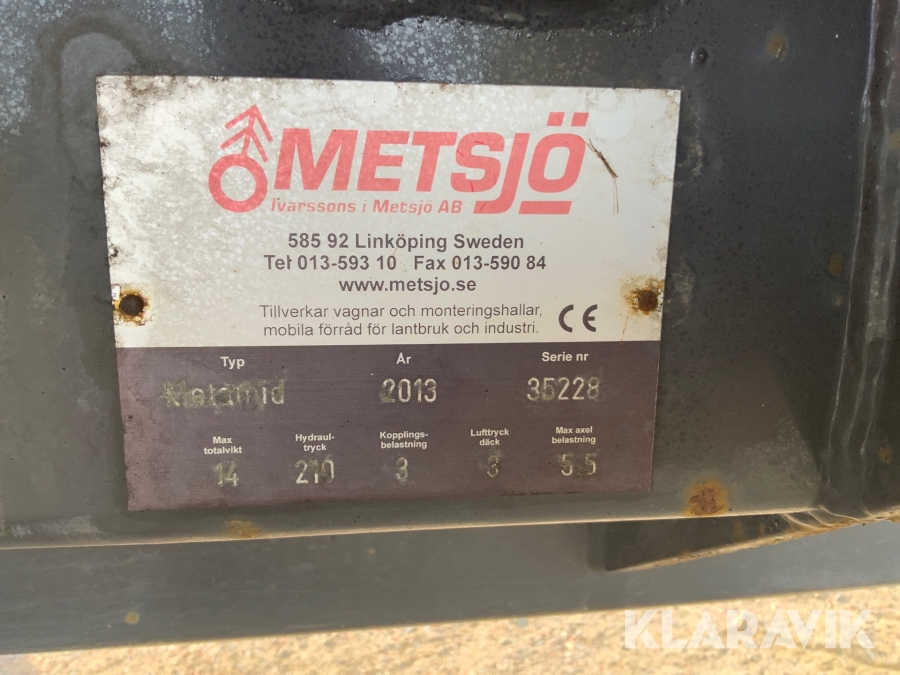 METSJÖ
Ivarssons i Metsjö AB
585 92 Linköping Sweden
Tel 013-593 10 Fax 013-590 84
www.metsjo.se
Tillverkar vagnar och monteringshallar,
mobila förråd för lantbruk och industri.
CE
Typ År Serie nr
2013 35228
Max totalvikt
Hydraul-
tryck
Kopplings-
belastning
Lufttryck
däck
Max axel
belastning
14 210 3 5.5
KLARAVIK